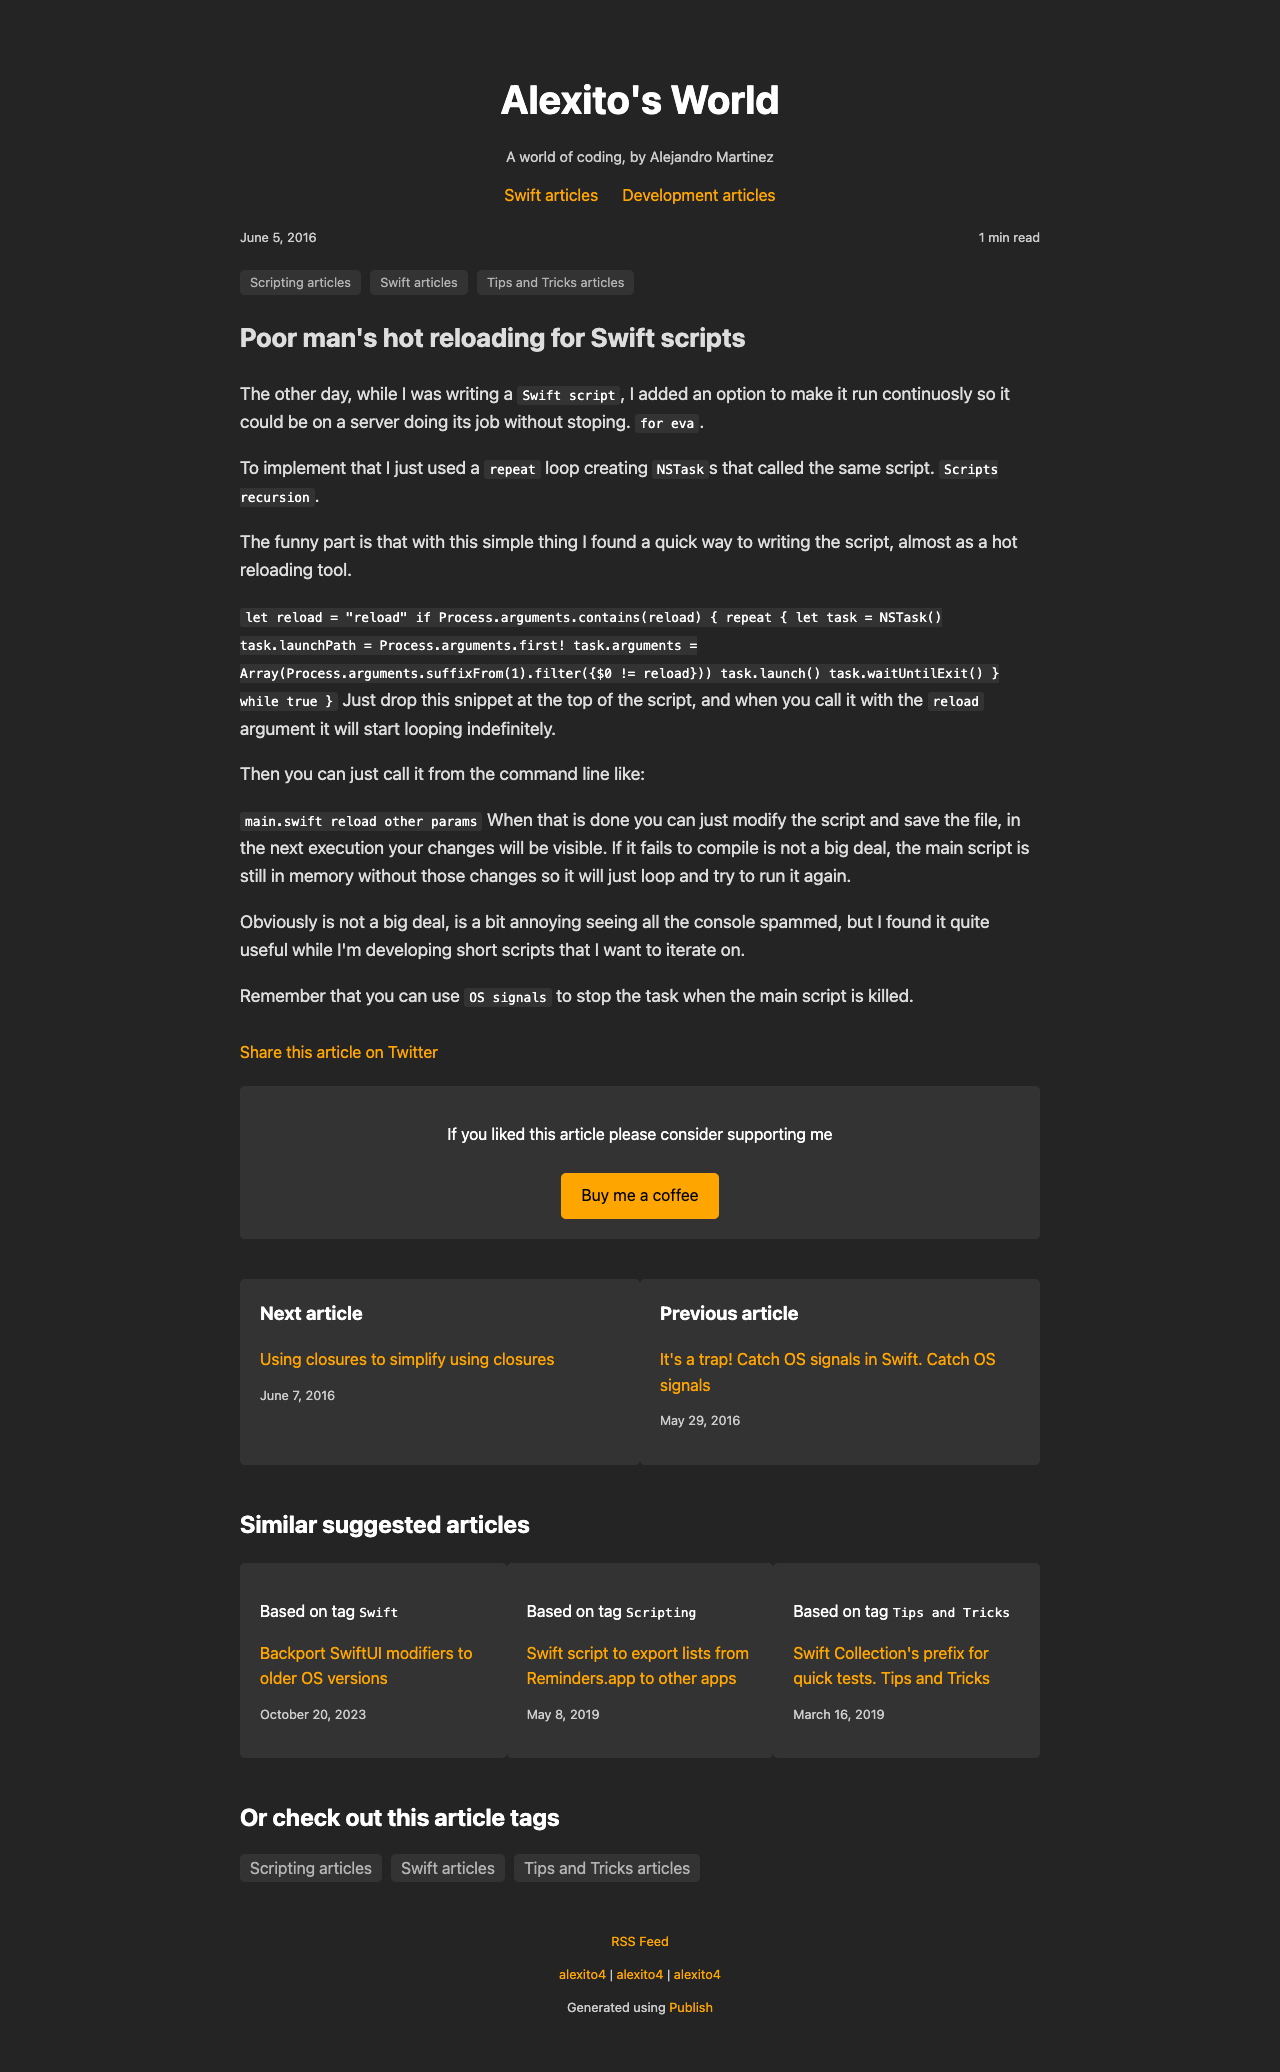 Alexito's World
A world of coding, by Alejandro Martinez
Swift articles Development articles
June 5, 2016 1 min read
Scripting articles Swift articles Tips and Tricks articles
Poor man's hot reloading for Swift scripts
The other day, while I was writing a Swift script, I added an option to make it run continuosly so it
could be on a server doing its job without stoping. for eva.
To implement that I just used a repeat loop creating NSTasks that called the same script. Scripts
recursion.
The funny part is that with this simple thing I found a quick way to writing the script, almost as a hot
reloading tool.
let reload = "reload" if Process.arguments.contains(reload) { repeat { let task = NSTask()
task.launchPath = Process.arguments.first! task.arguments =
Array(Process.arguments.suffixFrom(1).filter({$0 != reload})) task.launch() task.waitUntilExit() }
while true } Just drop this snippet at the top of the script, and when you call it with the reload
argument it will start looping indefinitely.
Then you can just call it from the command line like:
main.swift reload other params When that is done you can just modify the script and save the file, in
the next execution your changes will be visible. If it fails to compile is not a big deal, the main script is
still in memory without those changes so it will just loop and try to run it again.
Obviously is not a big deal, is a bit annoying seeing all the console spammed, but I found it quite
useful while I'm developing short scripts that I want to iterate on.
Remember that you can use OS signals to stop the task when the main script is killed.
Share this article on Twitter
If you liked this article please consider supporting me
Buy me a coffee
Next article
Using closures to simplify using closures
June 7, 2016
Previous article
It's a trap! Catch OS signals in Swift. Catch OS
signals
May 29, 2016
Similar suggested articles
Based on tag Swift
Backport SwiftUI modifiers to
older OS versions
October 20, 2023
Based on tag Scripting
Swift script to export lists from
Reminders.app to other apps
May 8, 2019
Based on tag Tips and Tricks
Swift Collection's prefix for
quick tests. Tips and Tricks
March 16, 2019
Or check out this article tags
Scripting articles Swift articles Tips and Tricks articles
RSS Feed
alexito4 | alexito4 | alexito4
Generated using Publish